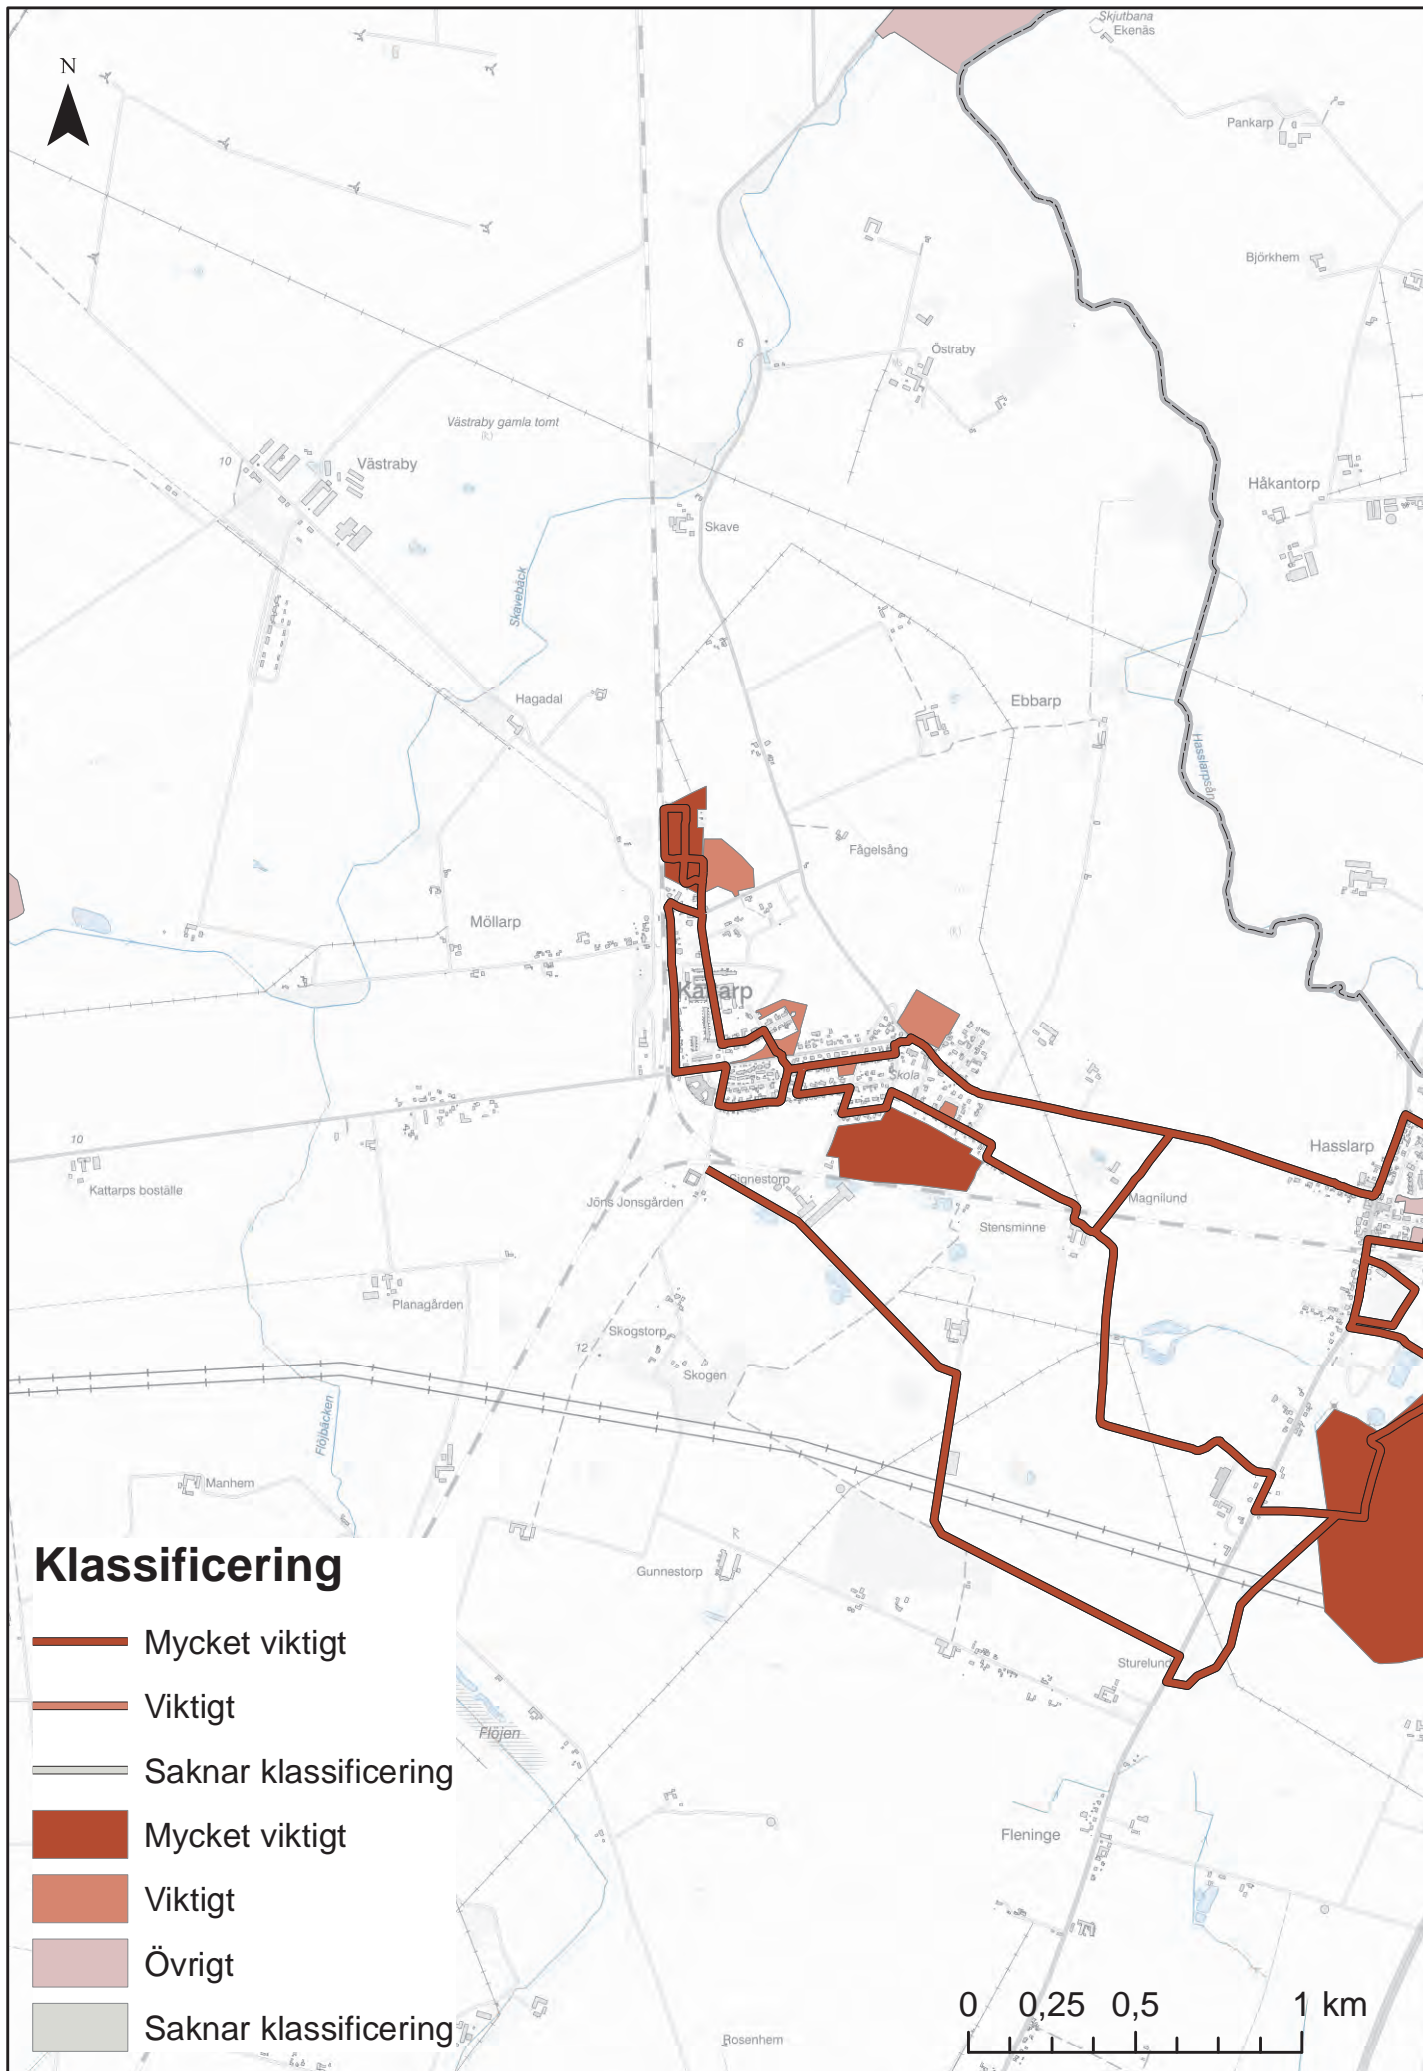 N
Skjutbana
Ekenäs
Pankarp
Björkhem
6
Östraby
Västraby gamla tomt
(k)
10
Västraby
Håkantorp
Skave
Skavebäck
Hagadal
Ebbarp
Hasslarpsån
Fågelsång
(k)
Möllarp
Kattarp
Skola
Hasslarp
10
Kattarps boställe
Signestorp
Jöns Jonsgården
Magnilund
Stensminne
Planagården
Skogstorp
12
Skogen
Flöjbäcken
Manhem
R
Gunnestorp
Klassificering
Mycket viktigt
Viktigt
Saknar klassificering
Mycket viktigt
Viktigt
Övrigt
Saknar klassificering
Sturelund
Flöjen
Fleninge
0 0,25 0,5 1 km
Rosenhem